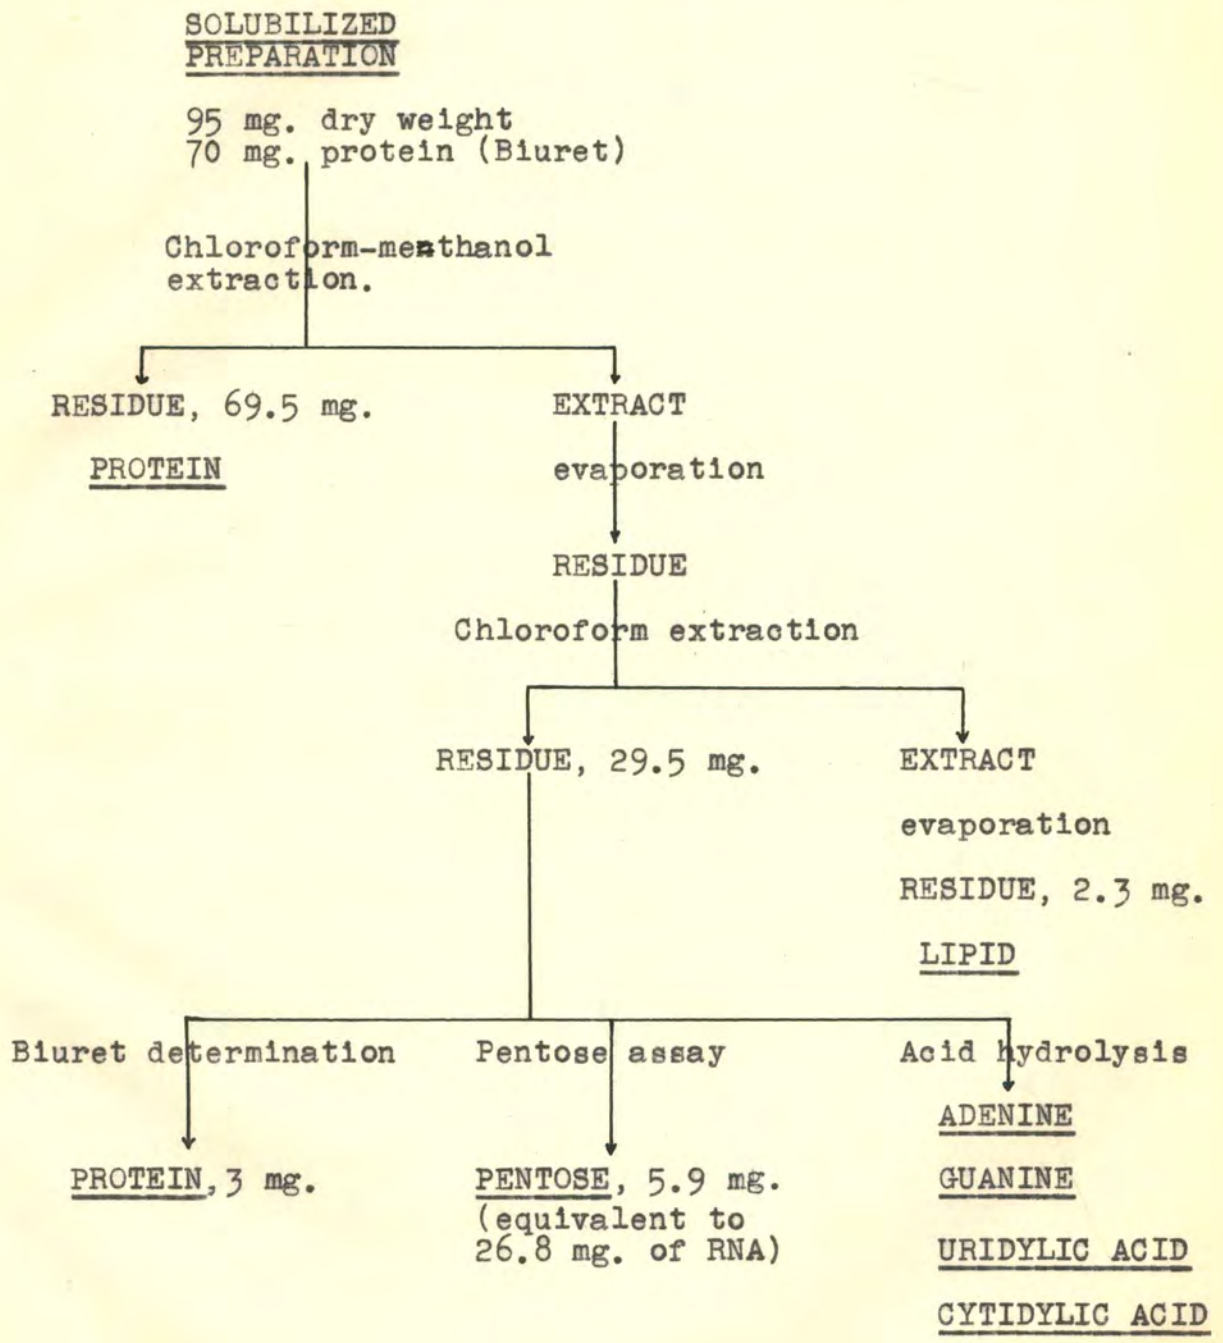 SOLUBILIZED
PREPARATION
95 mg. dry weight
70 mg. protein (Biuret)
Chloroform-menthanol
extraction.
RESIDUE, 69.5 mg.
EXTRACT
PROTEIN
evaporation
RESIDUE
Chloroform extraction
RESIDUE, 29.5 mg.
EXTRACT
evaporation
RESIDUE, 2.3 mg.
LIPID
Biuret determination
Pentose assay
Acid hydrolysis
ADENINE
PROTEIN, 3 mg.
PENTOSE, 5.9 mg.
(equivalent to
26.8 mg. of RNA)
GUANINE
URIDYLIC ACID
CYTIDYLIC ACID